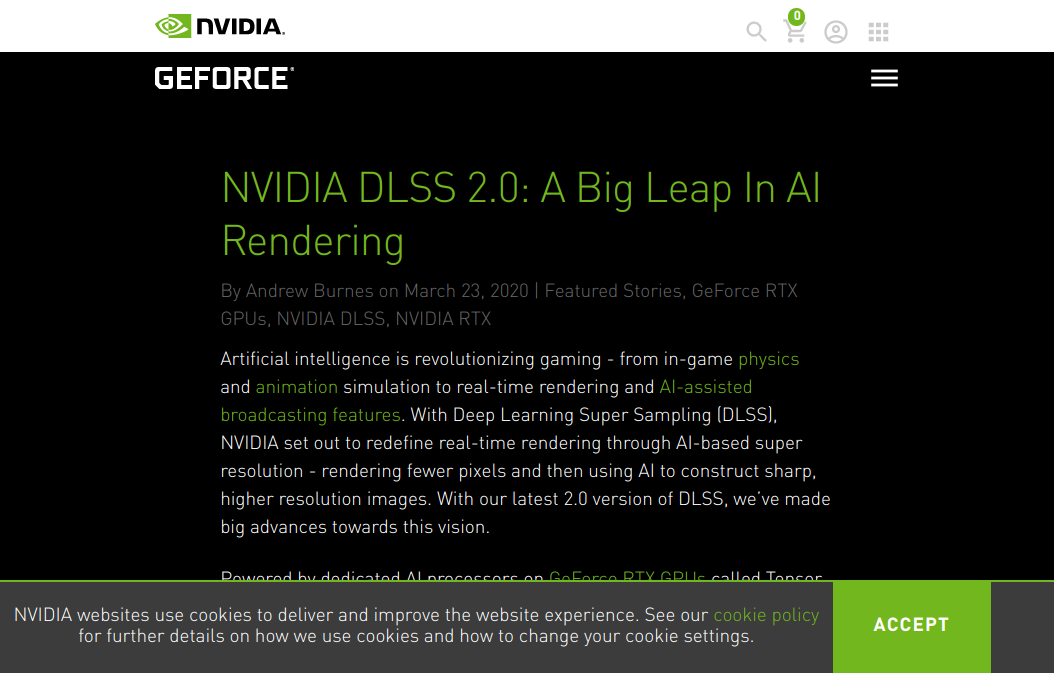 NVIDIA.
0
GEFORCE
NVIDIA DLSS 2.0: A Big Leap In AI
Rendering
By Andrew Burnes on March 23, 2020 | Featured Stories, GeForce RTX
GPUs, NVIDIA DLSS, NVIDIA RTX
Artificial intelligence is revolutionizing gaming - from in-game physics
and animation simulation to real-time rendering and AI-assisted
broadcasting features. With Deep Learning Super Sampling (DLSS),
NVIDIA set out to redefine real-time rendering through AI-based super
resolution - rendering fewer pixels and then using AI to construct sharp,
higher resolution images. With our latest 2.0 version of DLSS, we’ve made
big advances towards this vision.
Powered by dedicated AI processors on GeForce RTX GPUs called Tensor
NVIDIA websites use cookies to deliver and improve the website experience. See our cookie policy
for further details on how we use cookies and how to change your cookie settings.
ACCEPT